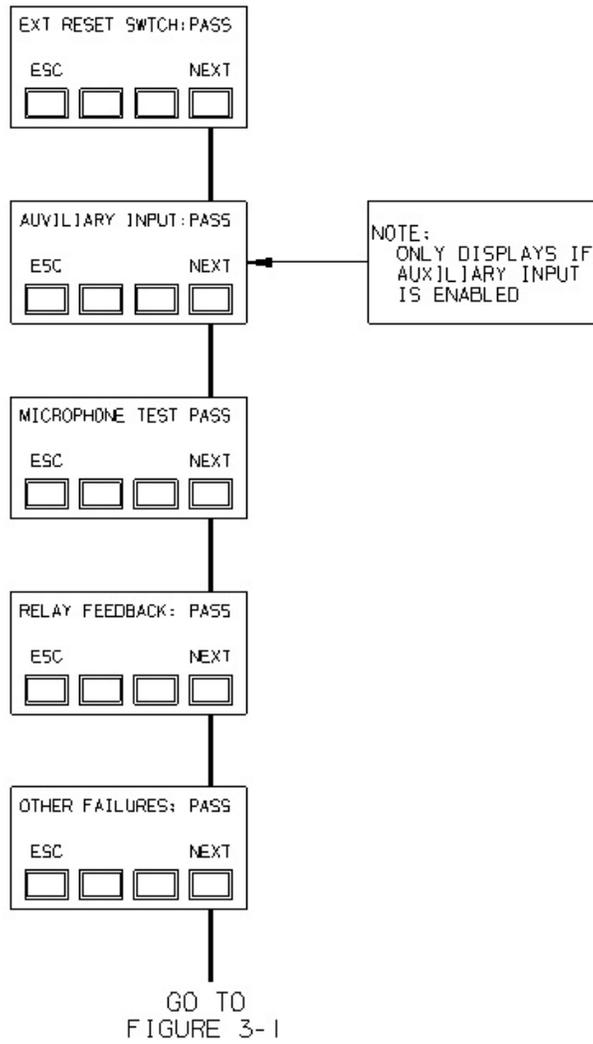 EXT RESET SWTCH:PASS
ESC NEXT
AUVILIARY INPUT:PASS
ESC NEXT
NOTE:
ONLY DISPLAYS IF
AUXILIARY INPUT
IS ENABLED
MICROPHONE TEST PASS
ESC NEXT
RELAY FEEDBACK: PASS
ESC NEXT
OTHER FAILURES: PASS
ESC NEXT
GO TO
FIGURE 3-1